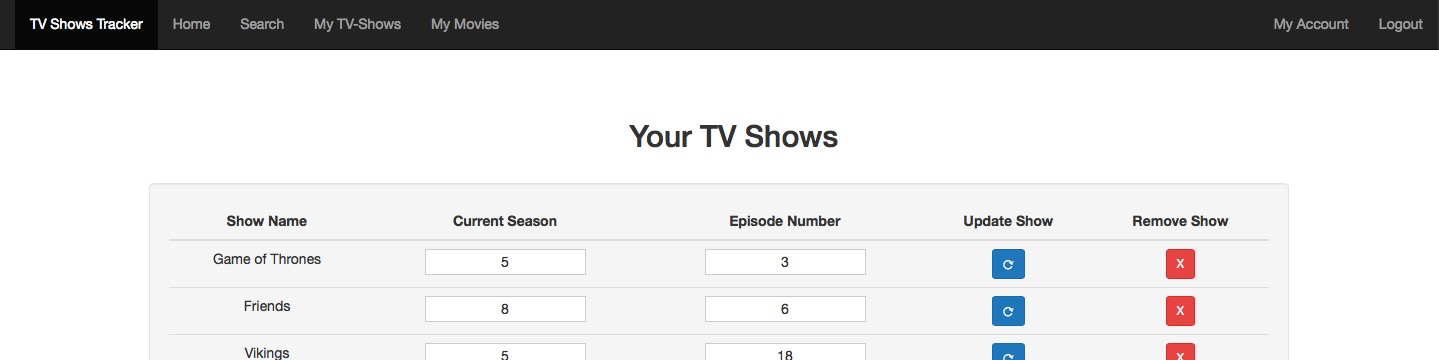 TV Shows Tracker Home Search My TV-Shows My Movies My Account Logout
Your TV Shows
Show Name Current Season Episode Number Update Show Remove Show
Game of Thrones 5 3 X
Friends 8 6 X
Vikings 5 18 X